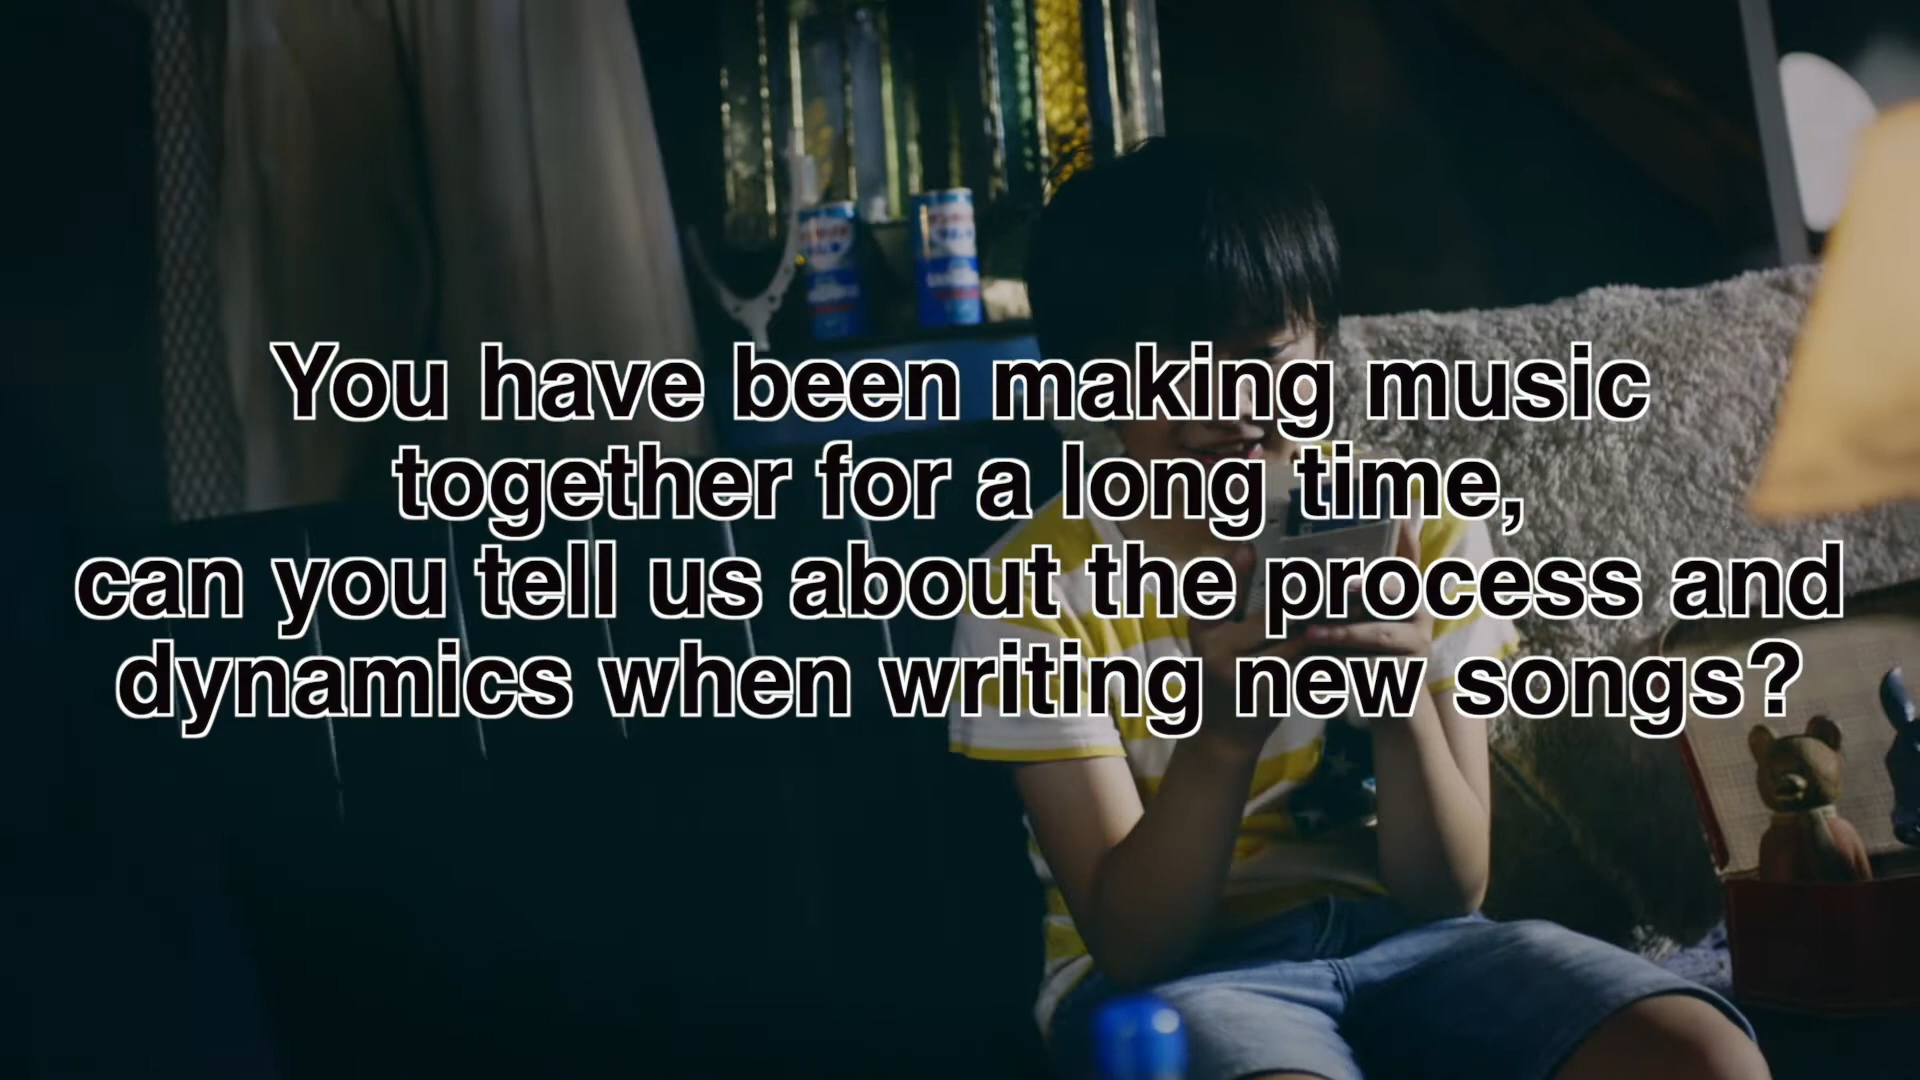 You have been making music
together for a long time,
can you tell us about the process and
dynamics when writing new songs?